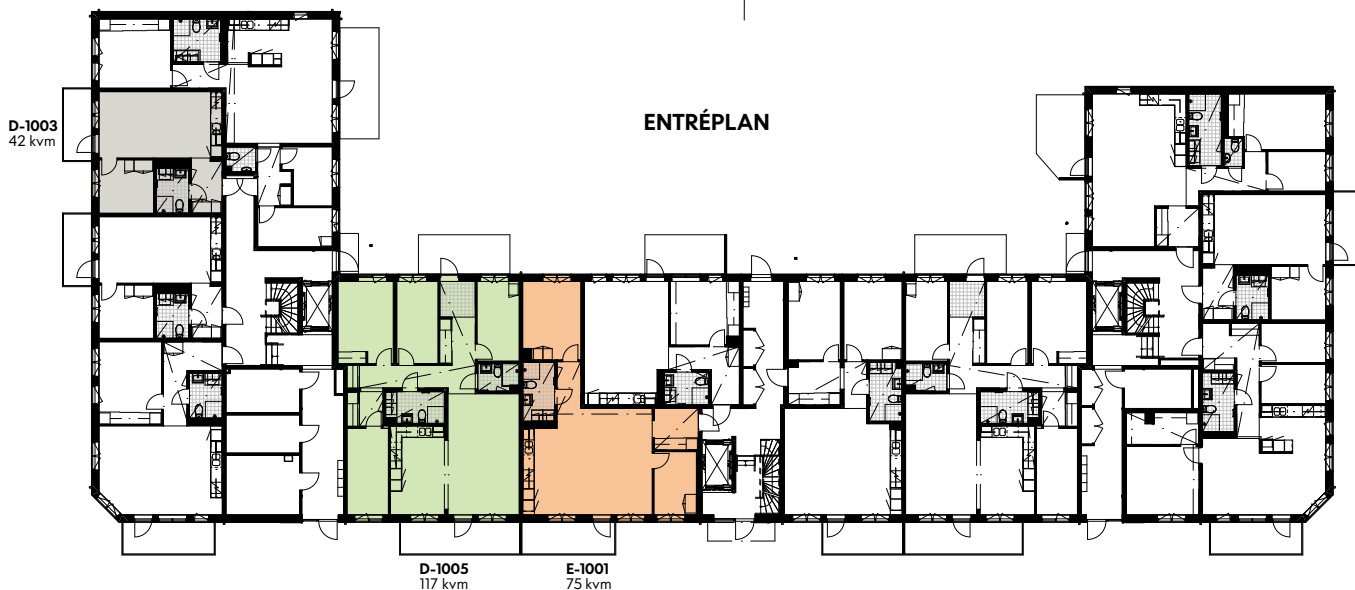 ENTRÉPLAN
D-1003
42 kvm
D-1005
117 kvm
E-1001
75 kvm